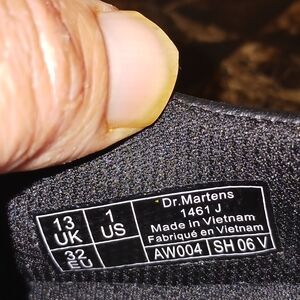 13 UK
1 US
32 EU
Dr.Martens
1461 J
Made in Vietnam
Fabriqué en Vietnam
AW004 SH 06 V